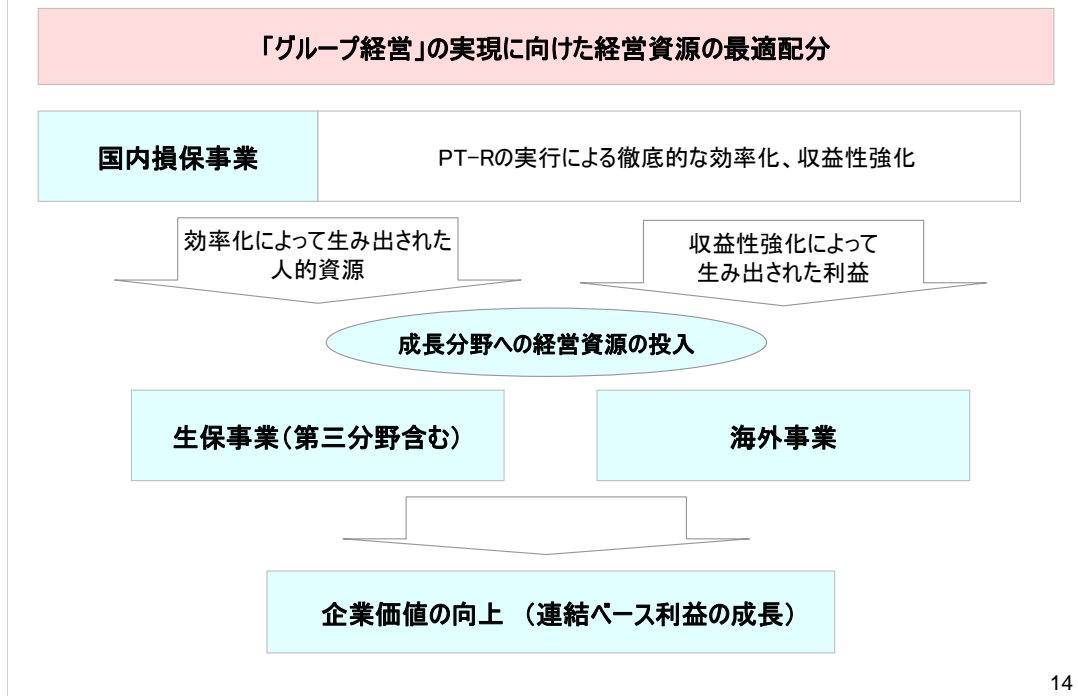 「グループ経営」の実現に向けた経営資源の最適配分
国内損保事業
PT-Rの実行による徹底的な効率化、収益性強化
効率化によって生み出された
人的資源
収益性強化によって
生み出された利益
成長分野への経営資源の投入
生保事業（第三分野含む）
海外事業
企業価値の向上 （連結ベース利益の成長）
14